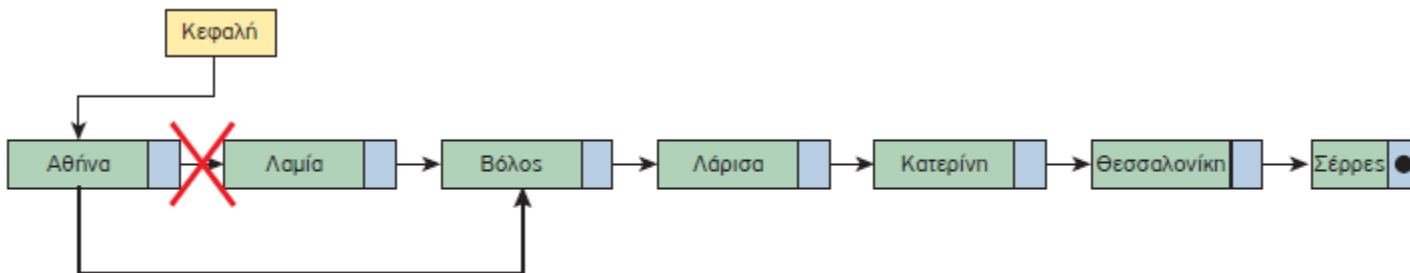 Κεφαλή
Αθήνα
Λαμία
Βόλος
Λάρισα
Κατερίνη
Θεσσαλονίκη
Σέρρες